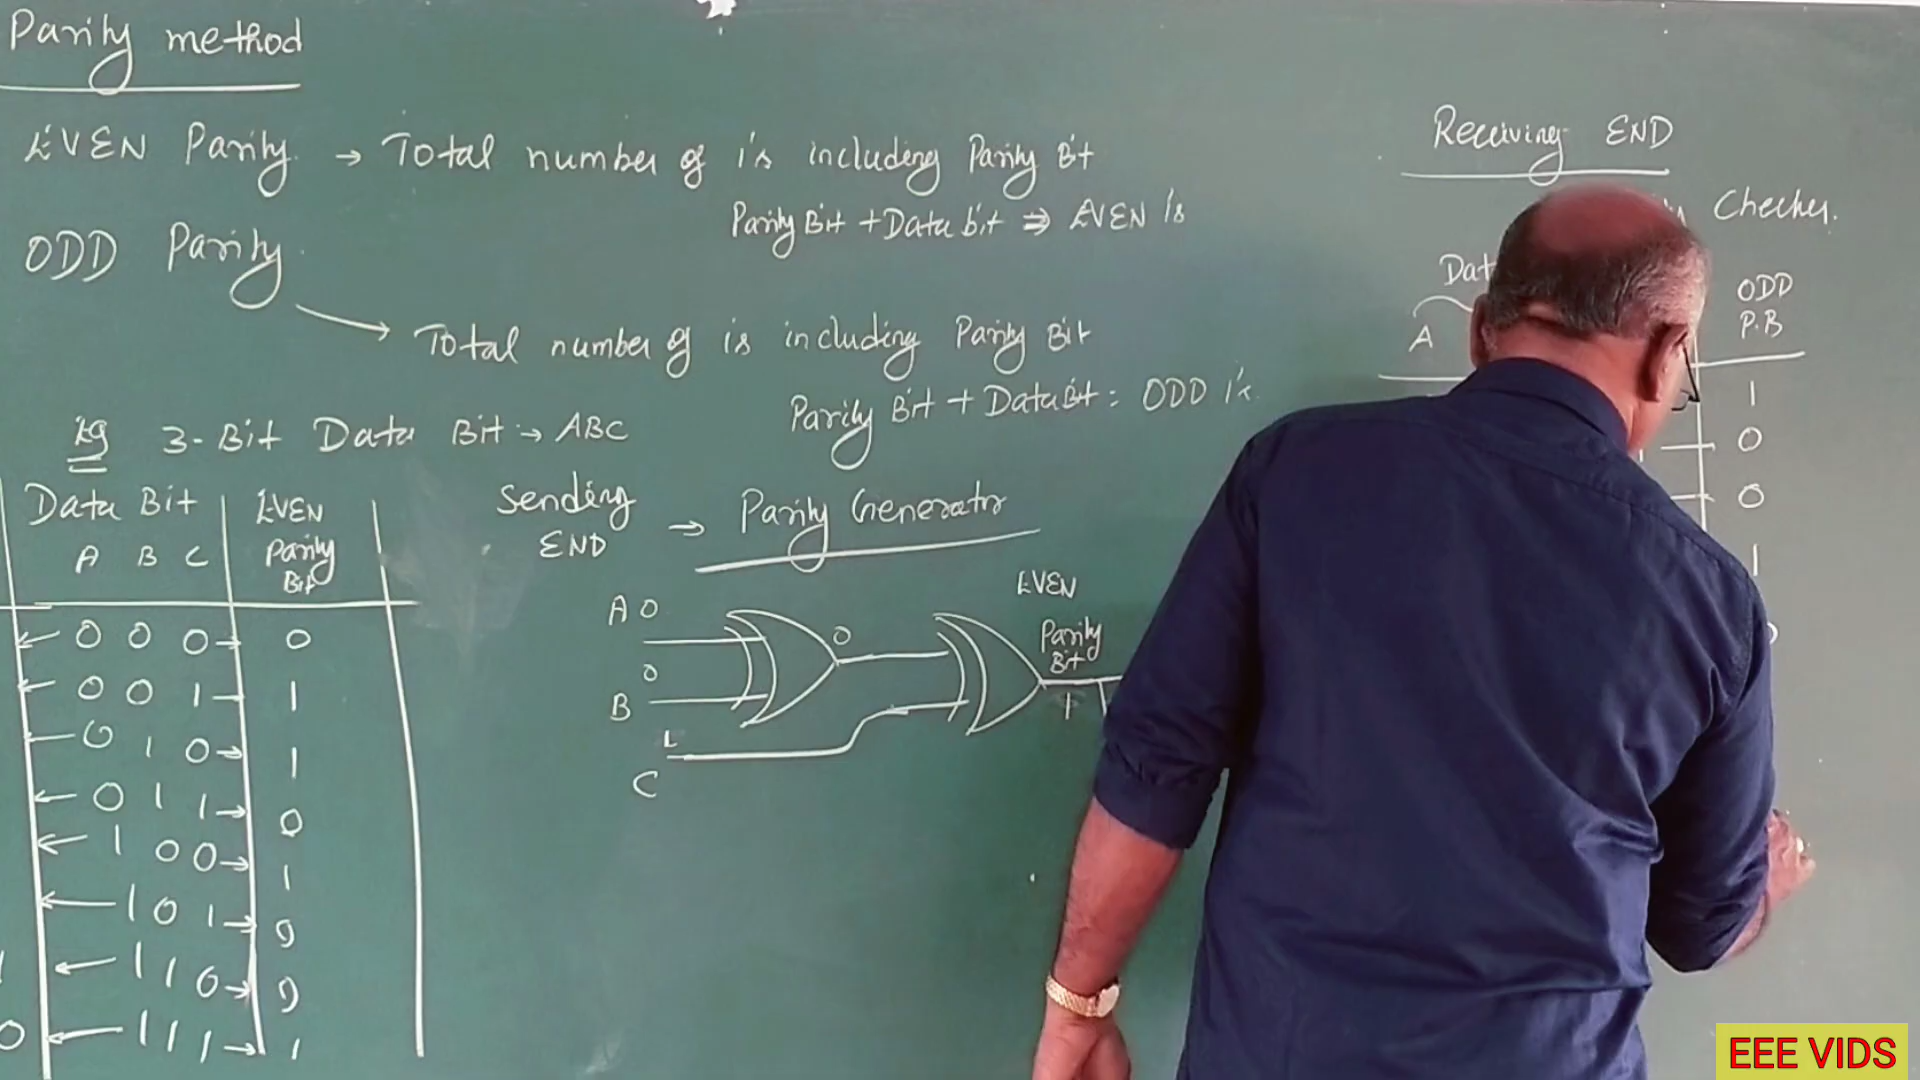 Parity method
EVEN Parity → Total number of 1's including Parity Bit
Parity Bit + Data bit ⇒ EVEN 1s
ODD Parity
→ Total number of 1s including Parity Bit
Parity Bit + Data Bit = ODD 1's
Eg 3-Bit Data Bit → ABC
Data Bit EVEN Parity Bit
A B C
← 0 0 0 → 0
← 0 0 1 - 1
- 0 1 0 → 1
← 0 1 1 → 0
← 1 0 0 → 1
← 1 0 1 → 0
1 ← 1 1 0 → 0
0 ← 1 1 1 → 1
Sending END → Parity Generator
A 0
0
B
1
C
0
EVEN
Parity
Bit
1
Receiving END
Checker.
Dat
A
ODD
P.B
1
0
0
1
EEE VIDS